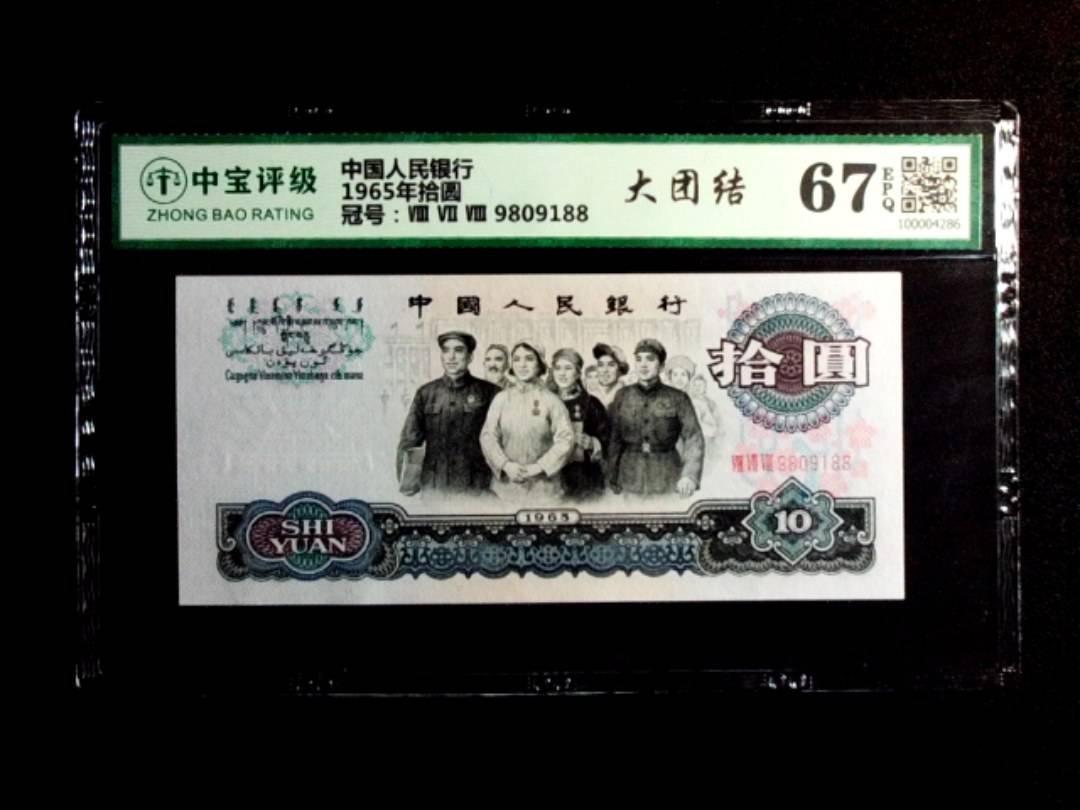 中宝评级
ZHONG BAO RATING
中国人民银行
1965年拾圆
冠号：Ⅷ Ⅶ Ⅷ 9809188
大团结
67
EPQ
100004286
中國人民銀行
拾圓
1965
SHI
YUAN
10